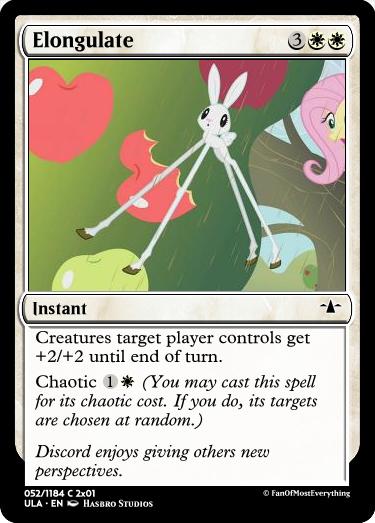 Elongulate 3
Instant
Creatures target player controls get
+2/+2 until end of turn.
Chaotic 1 (You may cast this spell
for its chaotic cost. If you do, its targets
are chosen at random.)
Discord enjoys giving others new
perspectives.
052/1184 C 2x01
ULA · EN Hasbro Studios © FanOfMostEverything